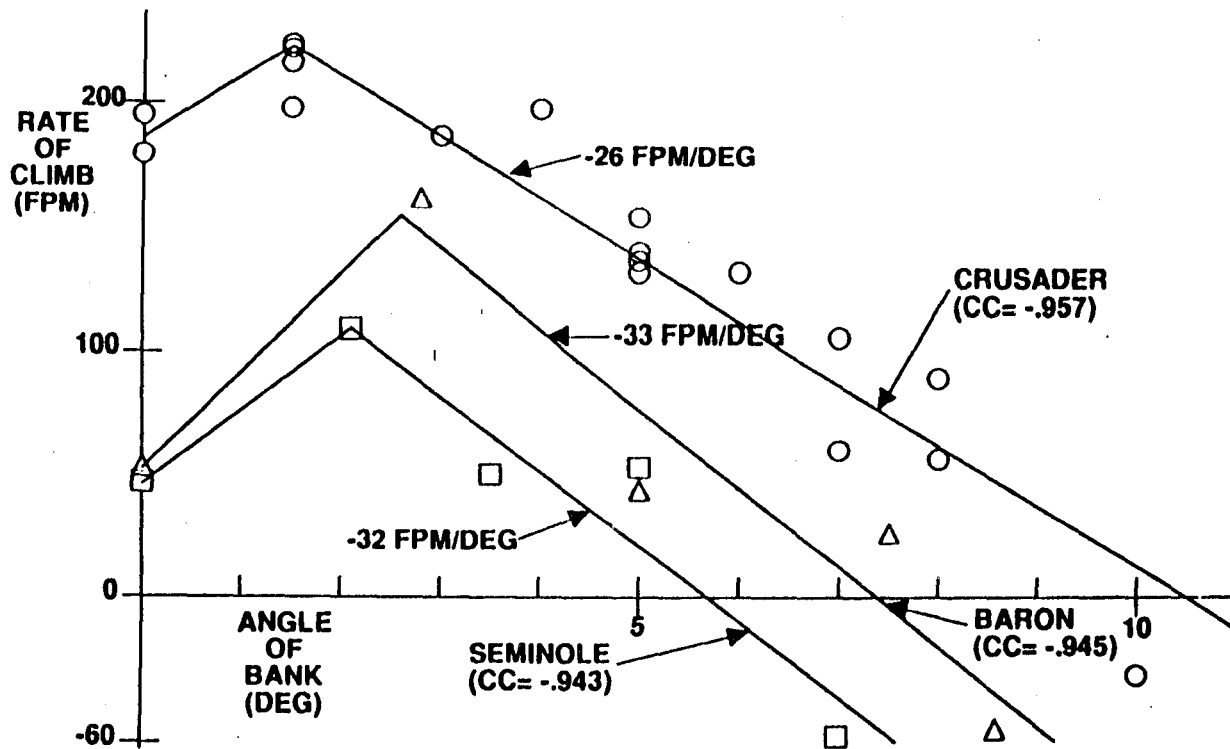 200
RATE
OF
CLIMB
(FPM)
-26 FPM/DEG
CRUSADER
(CC= -.957)
100
-33 FPM/DEG
-32 FPM/DEG
0
ANGLE
OF
BANK
(DEG)
5
10
SEMINOLE
(CC= -.943)
BARON
(CC= -.945)
-60